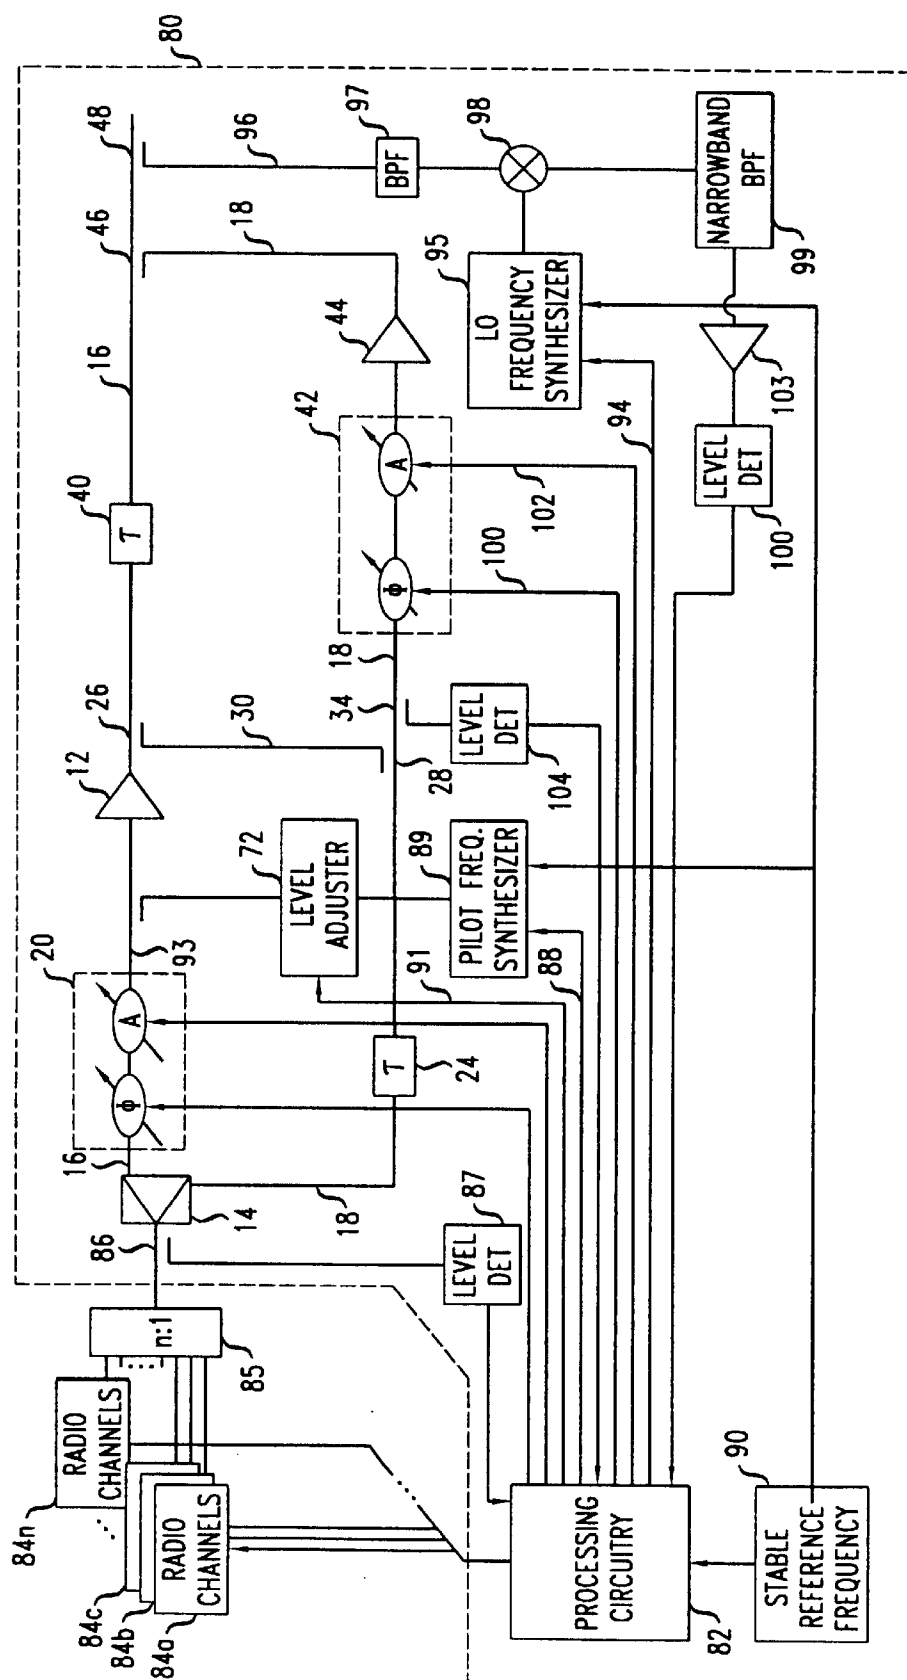 80
84n
RADIO
CHANNELS
84c
84b
84a
RADIO
CHANNELS
n:1
85
86
14
16
20
Φ
A
93
12
26
40
τ
16
46
48
18
18
87
LEVEL
DET
24
τ
72
LEVEL
ADJUSTER
91
30
28
34
18
42
Φ
A
44
18
96
97
BPF
98
89
PILOT FREQ.
SYNTHESIZER
88
LEVEL
DET
104
100
102
95
LO
FREQUENCY
SYNTHESIZER
94
NARROWBAND
BPF
99
103
LEVEL
DET
100
PROCESSING
CIRCUITRY
82
90
STABLE
REFERENCE
FREQUENCY